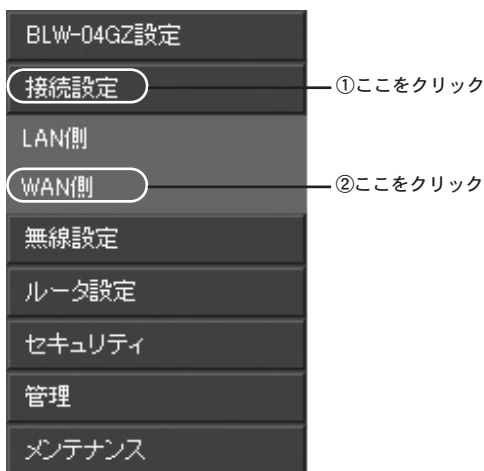 BLW-04GZ設定
接続設定
①ここをクリック
LAN側
WAN側
②ここをクリック
無線設定
ルータ設定
セキュリティ
管理
メンテナンス